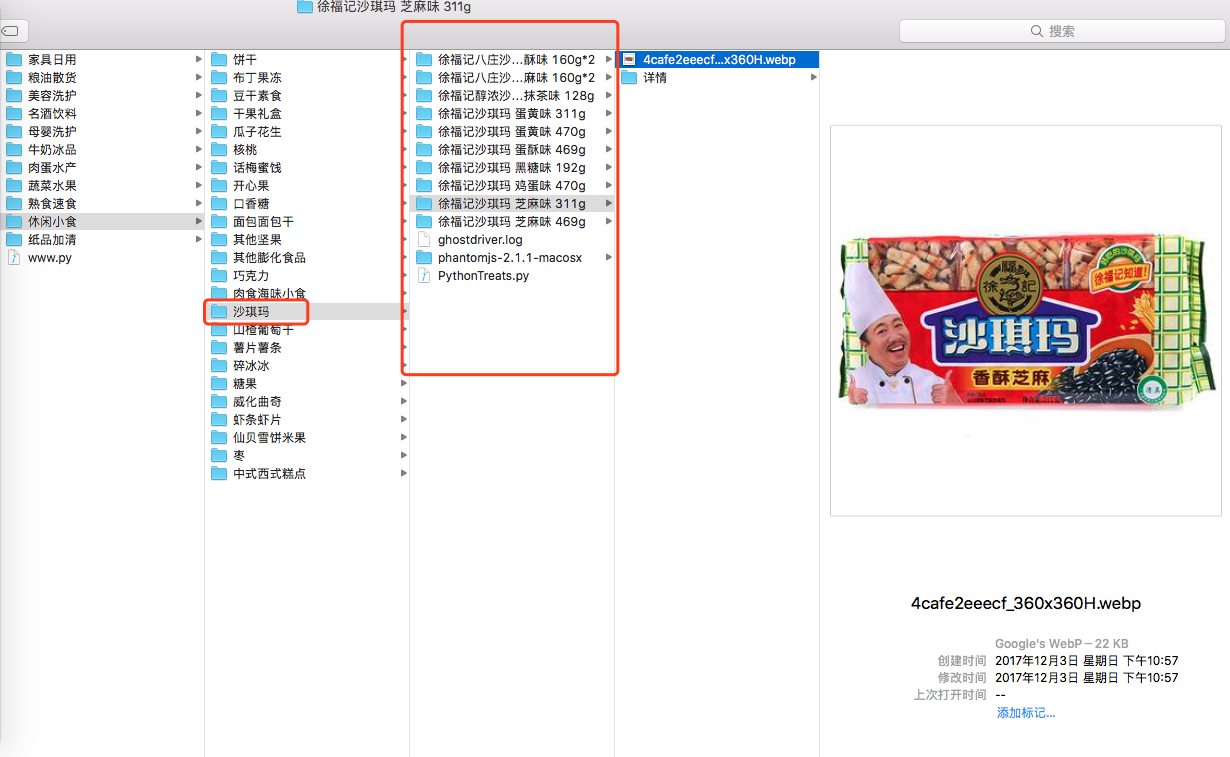 徐福记沙琪玛 芝麻味 311g
搜索
家具日用
粮油散货
美容洗护
名酒饮料
母婴洗护
牛奶冰品
肉蛋水产
蔬菜水果
熟食速食
休闲小食
纸品加清
www.py
饼干
布丁果冻
豆干素食
干果礼盒
瓜子花生
核桃
话梅蜜饯
开心果
口香糖
面包面包干
其他坚果
其他膨化食品
巧克力
肉食海味小食
沙琪玛
山楂葡萄干
薯片薯条
碎冰冰
糖果
威化曲奇
虾条虾片
仙贝雪饼米果
枣
中式西式糕点
徐福记八庄沙...酥味 160g*2
徐福记八庄沙...麻味 160g*2
徐福记醇浓沙...抹茶味 128g
徐福记沙琪玛 蛋黄味 311g
徐福记沙琪玛 蛋黄味 470g
徐福记沙琪玛 蛋酥味 469g
徐福记沙琪玛 黑糖味 192g
徐福记沙琪玛 鸡蛋味 470g
徐福记沙琪玛 芝麻味 311g
徐福记沙琪玛 芝麻味 469g
ghostdriver.log
phantomjs-2.1.1-macosx
PythonTreats.py
4cafe2eeecf...x360H.webp
详情
徐福記
徐福记知道!
沙琪玛
香酥芝麻
清真
4cafe2eeecf_360x360H.webp
Google's WebP – 22 KB
创建时间 2017年12月3日 星期日 下午10:57
修改时间 2017年12月3日 星期日 下午10:57
上次打开时间 --
添加标记...